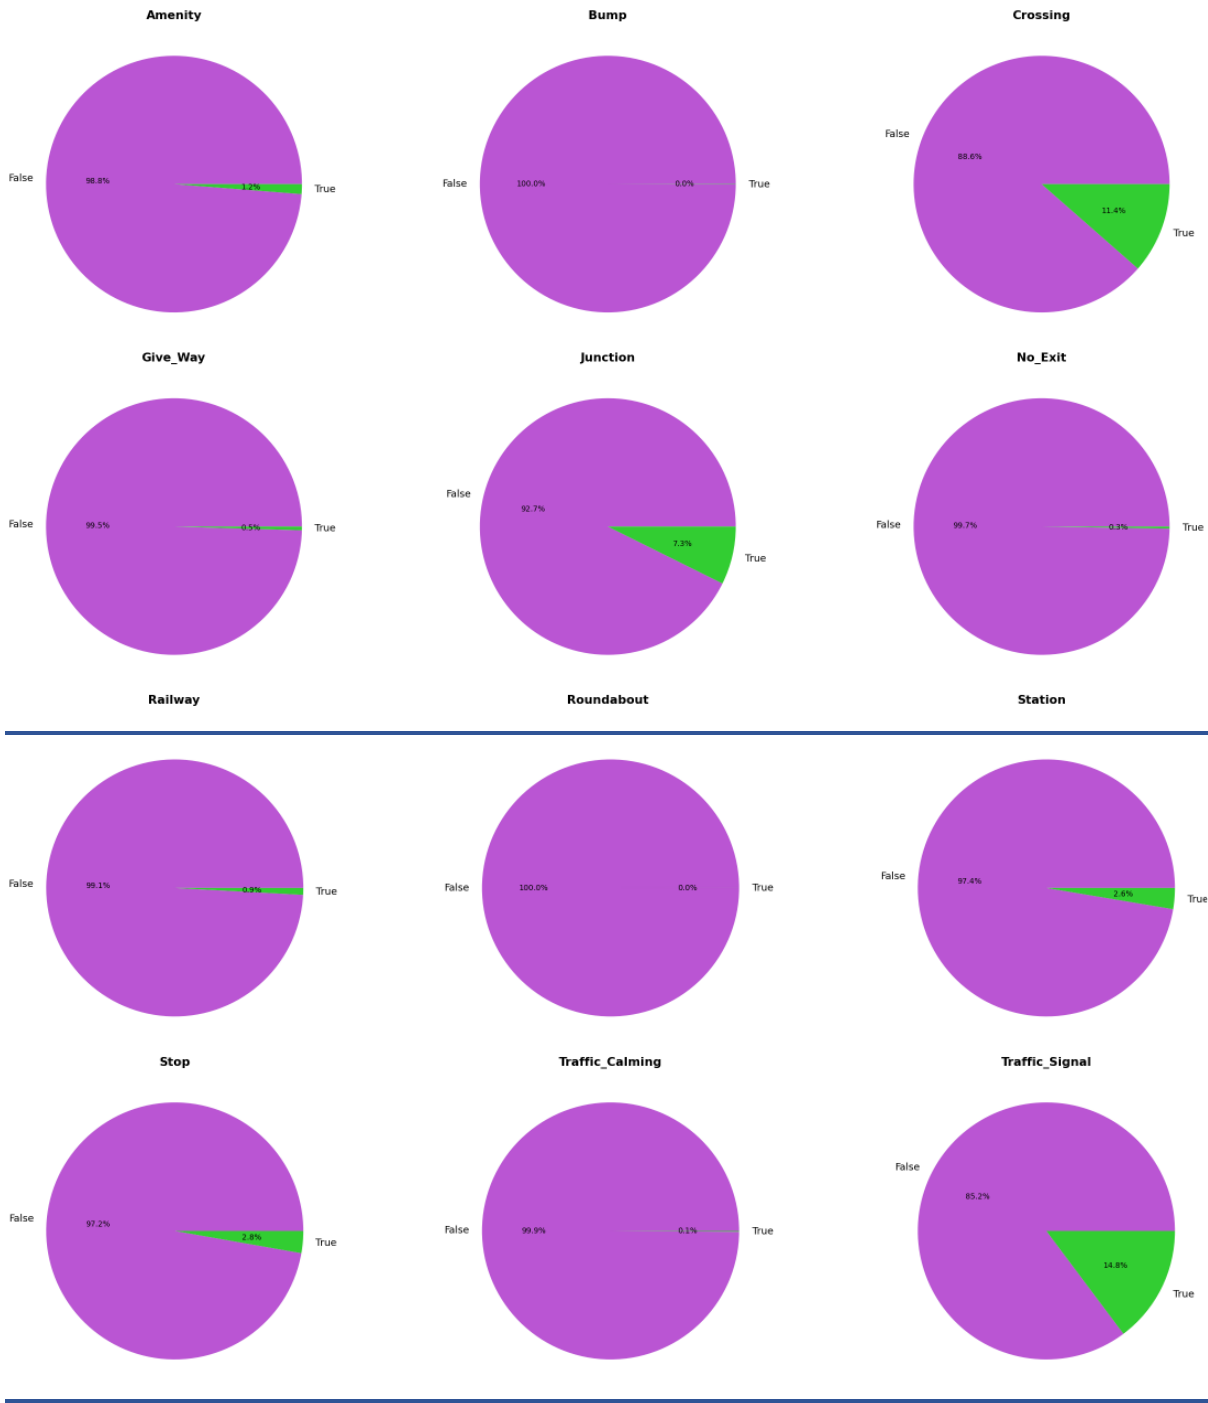 Amenity Bump Crossing
False 98.8% 1.2% True
False 100.0% 0.0% True
False 88.6% 11.4% True
Give_Way Junction No_Exit
False 99.5% 0.5% True
False 92.7% 7.3% True
False 99.7% 0.3% True
Railway Roundabout Station
False 99.1% 0.9% True
False 100.0% 0.0% True
False 97.4% 2.6% True
Stop Traffic_Calming Traffic_Signal
False 97.2% 2.8% True
False 99.9% 0.1% True
False 85.2% 14.8% True